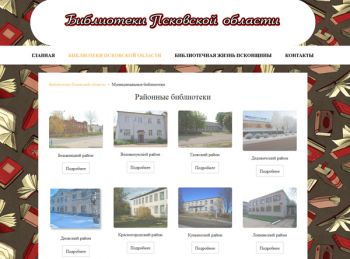 Библиотеки Псковской области
ГЛАВНАЯ БИБЛИОТЕКИ ПСКОВСКОЙ ОБЛАСТИ БИБЛИОТЕЧНАЯ ЖИЗНЬ ПСКОВЩИНЫ КОНТАКТЫ
Библиотеки Псковской области > Муниципальные библиотеки
Районные библиотеки
Бежаницкий район Великолукский район Гдовский район Дедовичский район
Подробнее Подробнее Подробнее Подробнее
Дновский район Красногородский район Куньинский район Локнянский район
Подробнее Подробнее Подробнее Подробнее